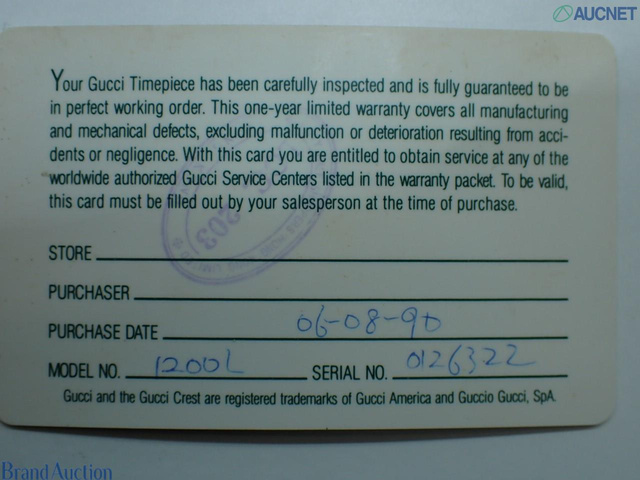 AUCNET
Your Gucci Timepiece has been carefully inspected and is fully guaranteed to be
in perfect working order. This one-year limited warranty covers all manufacturing
and mechanical defects, excluding malfunction or deterioration resulting from acci-
dents or negligence. With this card you are entitled to obtain service at any of the
worldwide authorized Gucci Service Centers listed in the warranty packet. To be valid,
this card must be filled out by your salesperson at the time of purchase.
STORE
PURCHASER
PURCHASE DATE 06-08-90
MODEL NO. 1200L SERIAL NO. 0126322
Gucci and the Gucci Crest are registered trademarks of Gucci America and Guccio Gucci, SpA.
Brand Auction